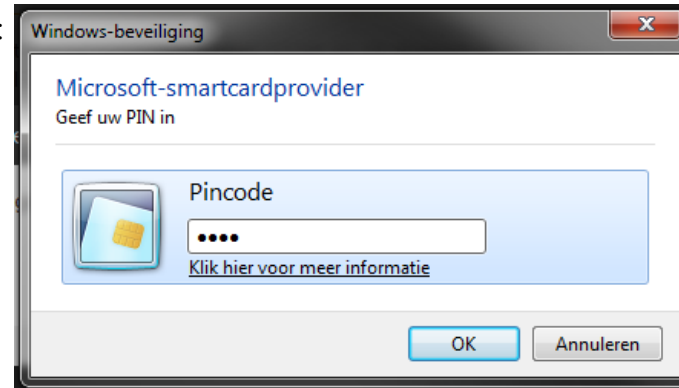 :
Windows-beveiliging
Microsoft-smartcardprovider
Geef uw PIN in
Pincode
••••
Klik hier voor meer informatie
OK
Annuleren